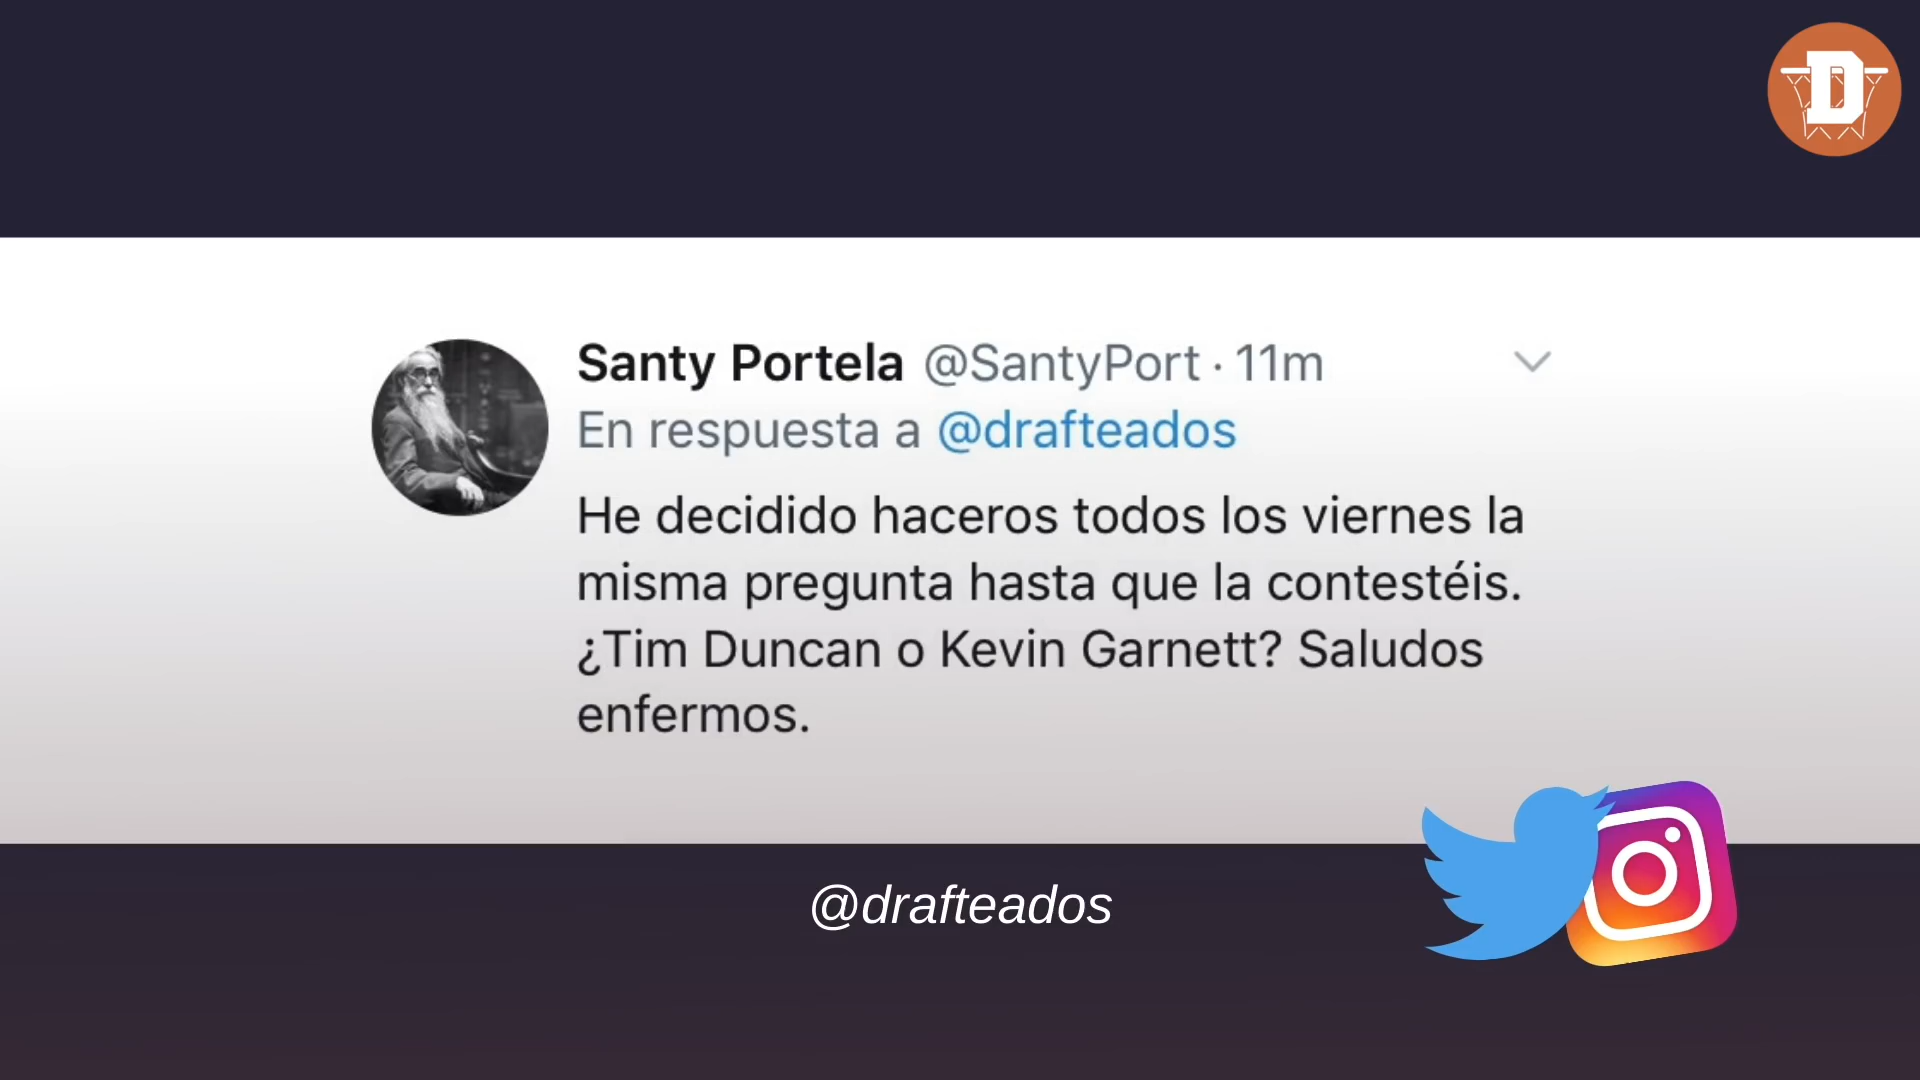 D
Santy Portela @SantyPort · 11m
En respuesta a @drafteados
He decidido haceros todos los viernes la
misma pregunta hasta que la contestéis.
¿Tim Duncan o Kevin Garnett? Saludos
enfermos.
@drafteados